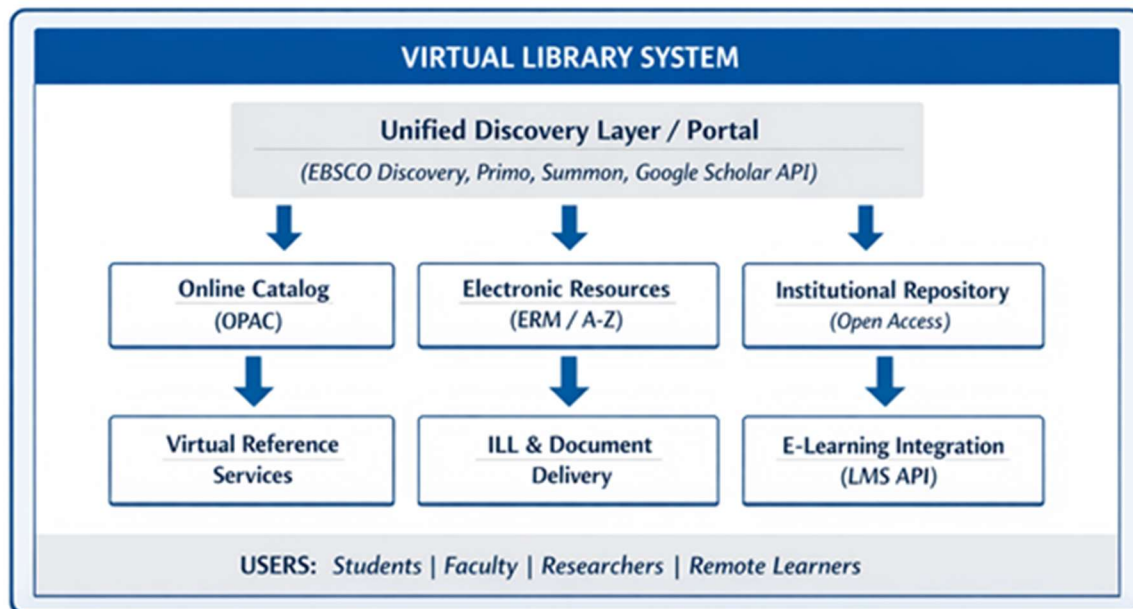 VIRTUAL LIBRARY SYSTEM
Unified Discovery Layer / Portal
(EBSCO Discovery, Primo, Summon, Google Scholar API)
Online Catalog
(OPAC)
Electronic Resources
(ERM / A-Z)
Institutional Repository
(Open Access)
Virtual Reference
Services
ILL & Document
Delivery
E-Learning Integration
(LMS API)
USERS: Students | Faculty | Researchers | Remote Learners